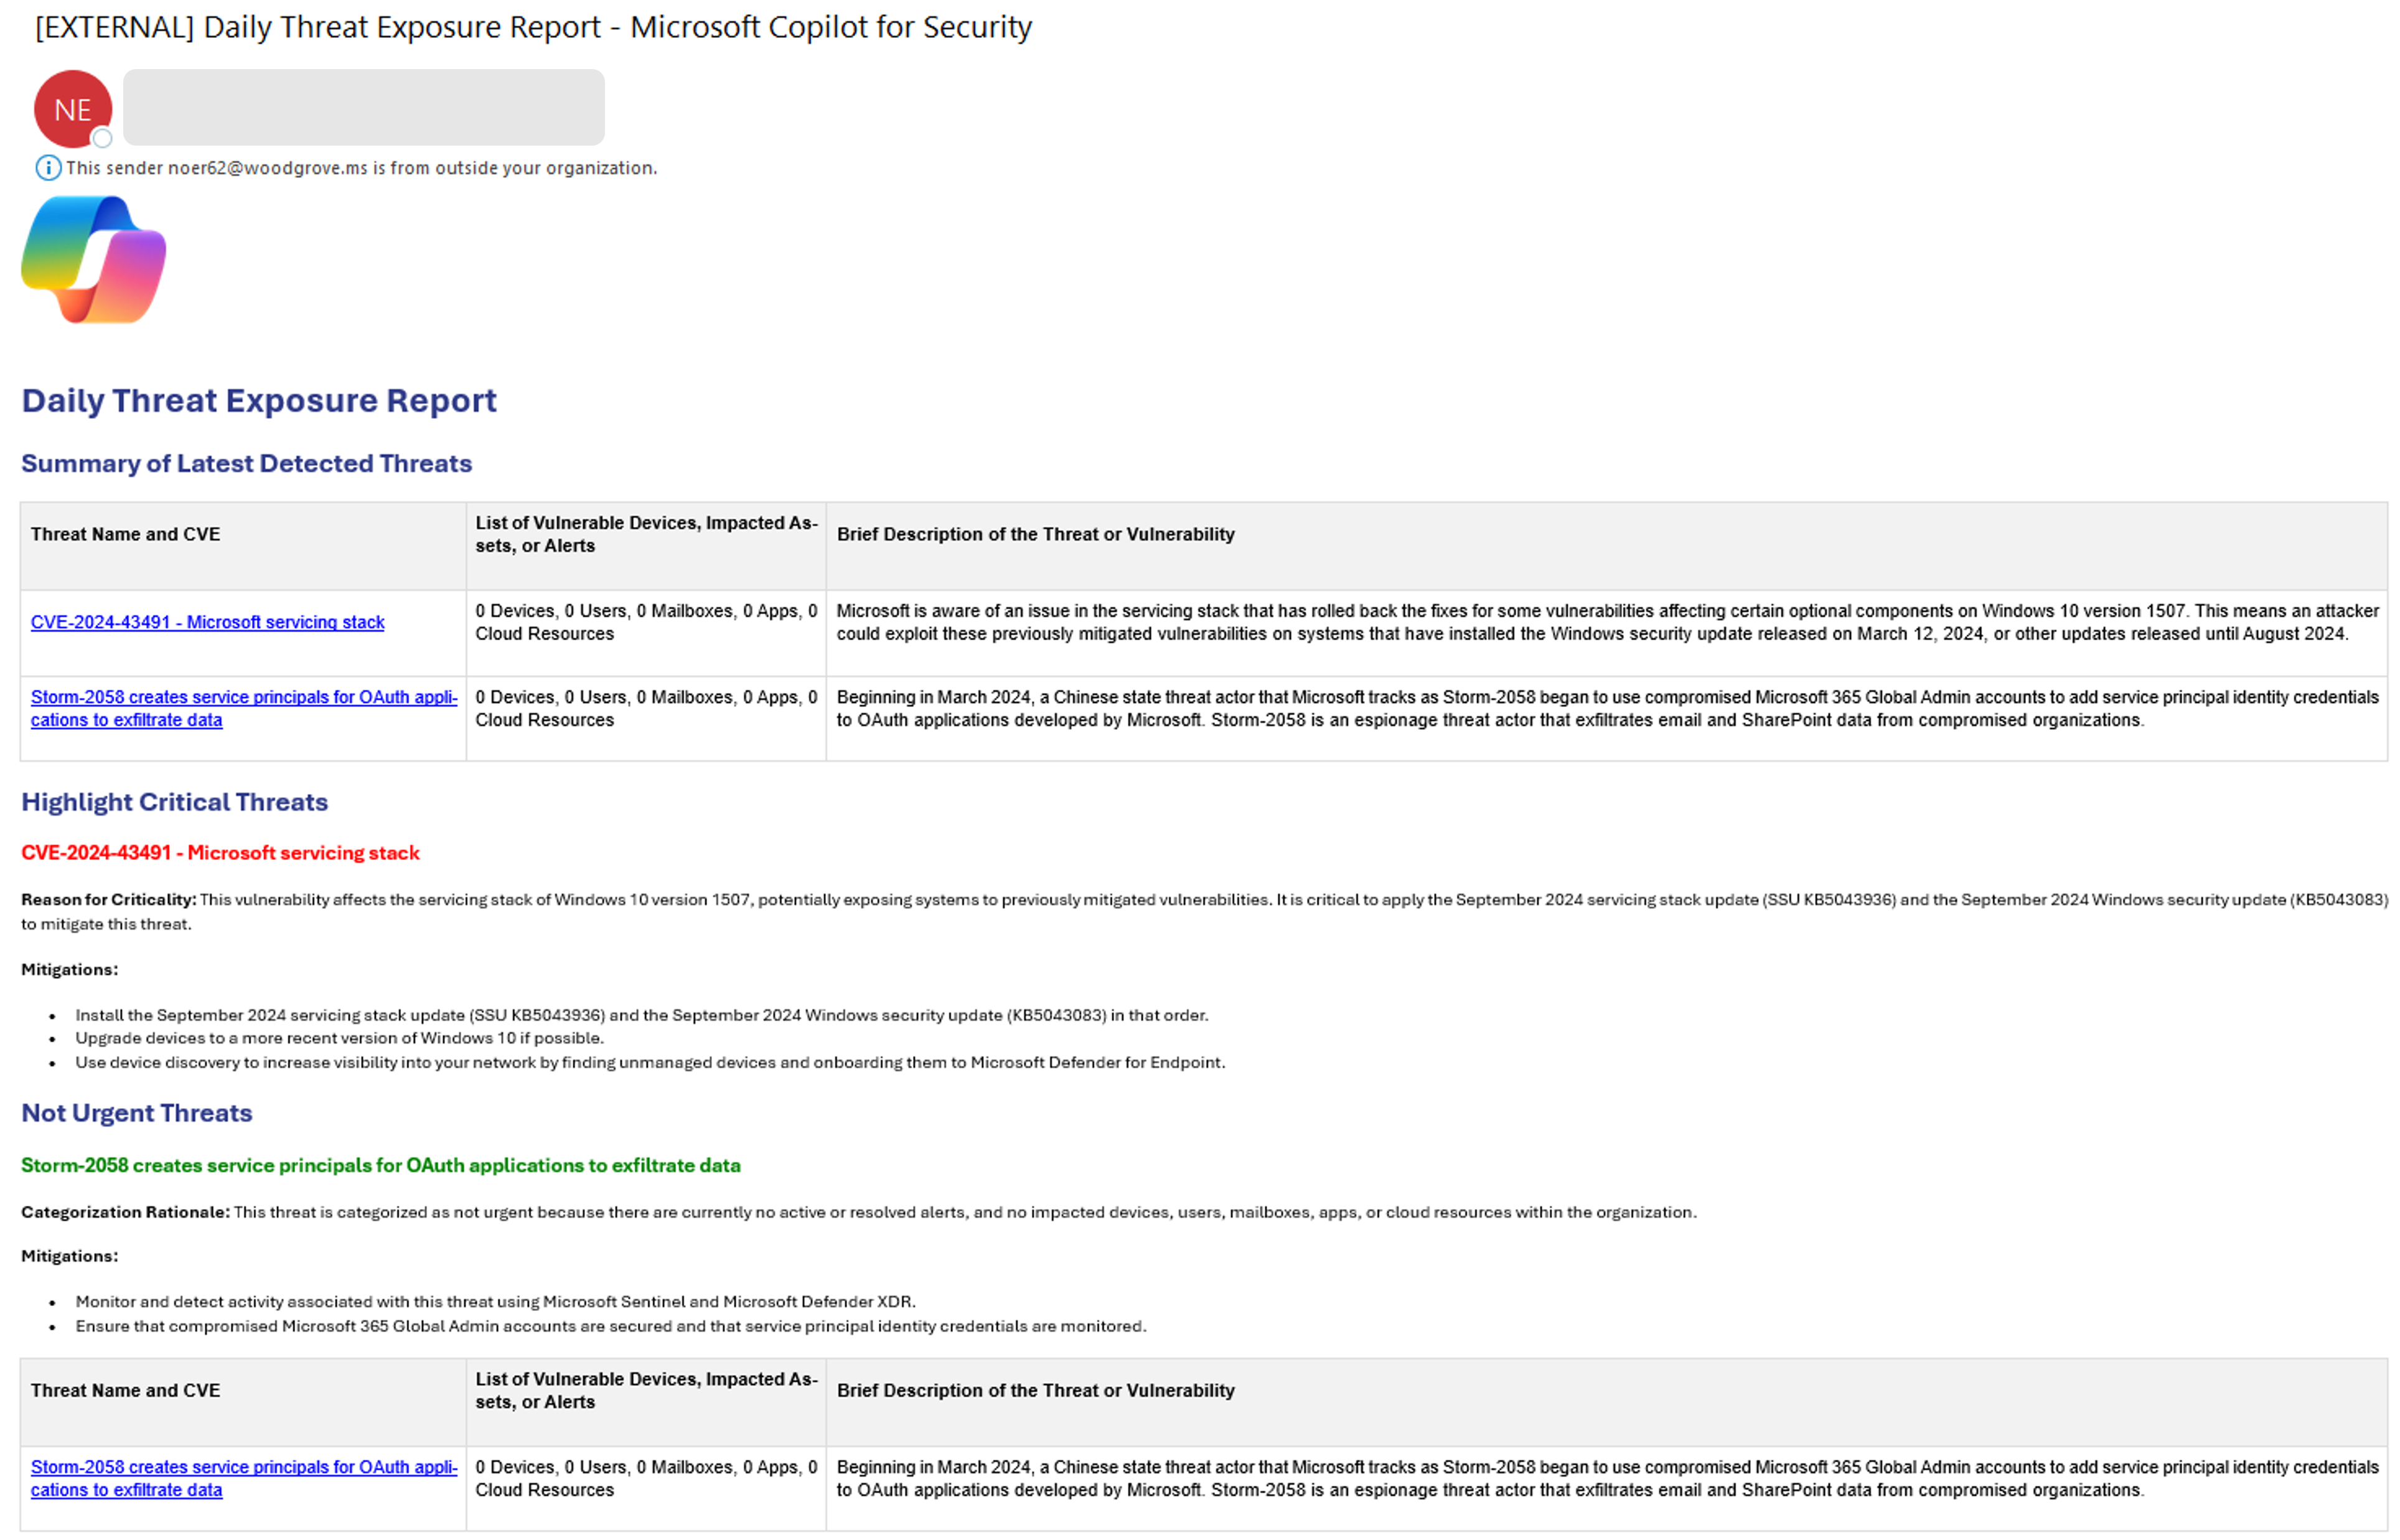 [EXTERNAL] Daily Threat Exposure Report - Microsoft Copilot for Security
NE
This sender noer62@woodgrove.ms is from outside your organization.
Daily Threat Exposure Report
Summary of Latest Detected Threats
Threat Name and CVE
List of Vulnerable Devices, Impacted As-
sets, or Alerts
Brief Description of the Threat or Vulnerability
CVE-2024-43491 - Microsoft servicing stack
0 Devices, 0 Users, 0 Mailboxes, 0 Apps, 0
Cloud Resources
Microsoft is aware of an issue in the servicing stack that has rolled back the fixes for some vulnerabilities affecting certain optional components on Windows 10 version 1507. This means an attacker
could exploit these previously mitigated vulnerabilities on systems that have installed the Windows security update released on March 12, 2024, or other updates released until August 2024.
Storm-2058 creates service principals for OAuth appli-
cations to exfiltrate data
0 Devices, 0 Users, 0 Mailboxes, 0 Apps, 0
Cloud Resources
Beginning in March 2024, a Chinese state threat actor that Microsoft tracks as Storm-2058 began to use compromised Microsoft 365 Global Admin accounts to add service principal identity credentials
to OAuth applications developed by Microsoft. Storm-2058 is an espionage threat actor that exfiltrates email and SharePoint data from compromised organizations.
Highlight Critical Threats
CVE-2024-43491 - Microsoft servicing stack
Reason for Criticality: This vulnerability affects the servicing stack of Windows 10 version 1507, potentially exposing systems to previously mitigated vulnerabilities. It is critical to apply the September 2024 servicing stack update (SSU KB5043936) and the September 2024 Windows security update (KB5043083)
to mitigate this threat.
Mitigations:
• Install the September 2024 servicing stack update (SSU KB5043936) and the September 2024 Windows security update (KB5043083) in that order.
• Upgrade devices to a more recent version of Windows 10 if possible.
• Use device discovery to increase visibility into your network by finding unmanaged devices and onboarding them to Microsoft Defender for Endpoint.
Not Urgent Threats
Storm-2058 creates service principals for OAuth applications to exfiltrate data
Categorization Rationale: This threat is categorized as not urgent because there are currently no active or resolved alerts, and no impacted devices, users, mailboxes, apps, or cloud resources within the organization.
Mitigations:
• Monitor and detect activity associated with this threat using Microsoft Sentinel and Microsoft Defender XDR.
• Ensure that compromised Microsoft 365 Global Admin accounts are secured and that service principal identity credentials are monitored.
Threat Name and CVE
List of Vulnerable Devices, Impacted As-
sets, or Alerts
Brief Description of the Threat or Vulnerability
Storm-2058 creates service principals for OAuth appli-
cations to exfiltrate data
0 Devices, 0 Users, 0 Mailboxes, 0 Apps, 0
Cloud Resources
Beginning in March 2024, a Chinese state threat actor that Microsoft tracks as Storm-2058 began to use compromised Microsoft 365 Global Admin accounts to add service principal identity credentials
to OAuth applications developed by Microsoft. Storm-2058 is an espionage threat actor that exfiltrates email and SharePoint data from compromised organizations.